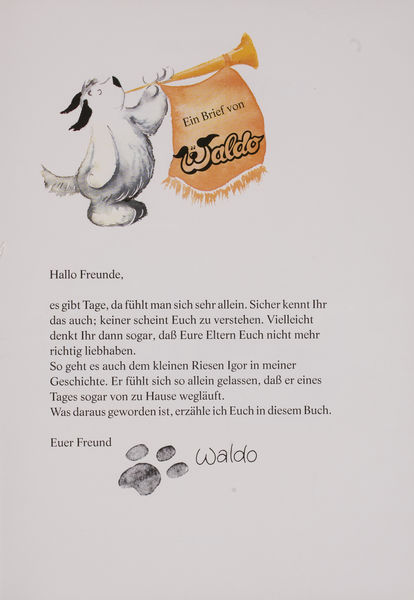 Ein Brief von
Waldo
Hallo Freunde,
es gibt Tage, da fühlt man sich sehr allein. Sicher kennt Ihr
das auch; keiner scheint Euch zu verstehen. Vielleicht
denkt Ihr dann sogar, daß Eure Eltern Euch nicht mehr
richtig liebhaben.
So geht es auch dem kleinen Riesen Igor in meiner
Geschichte. Er fühlt sich so allein gelassen, daß er eines
Tages sogar von zu Hause wegläuft.
Was daraus geworden ist, erzähle ich Euch in diesem Buch.
Euer Freund
Waldo